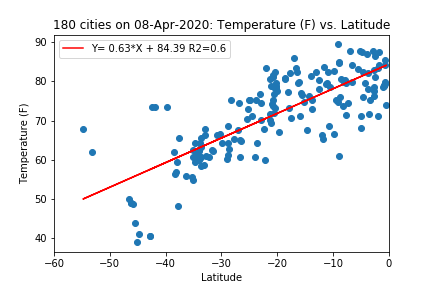 180 cities on 08-Apr-2020: Temperature (F) vs. Latitude
Y= 0.63*X + 84.39 R2=0.6
90
80
70
60
50
40
Temperature (F)
−60 −50 −40 −30 −20 −10 0
Latitude